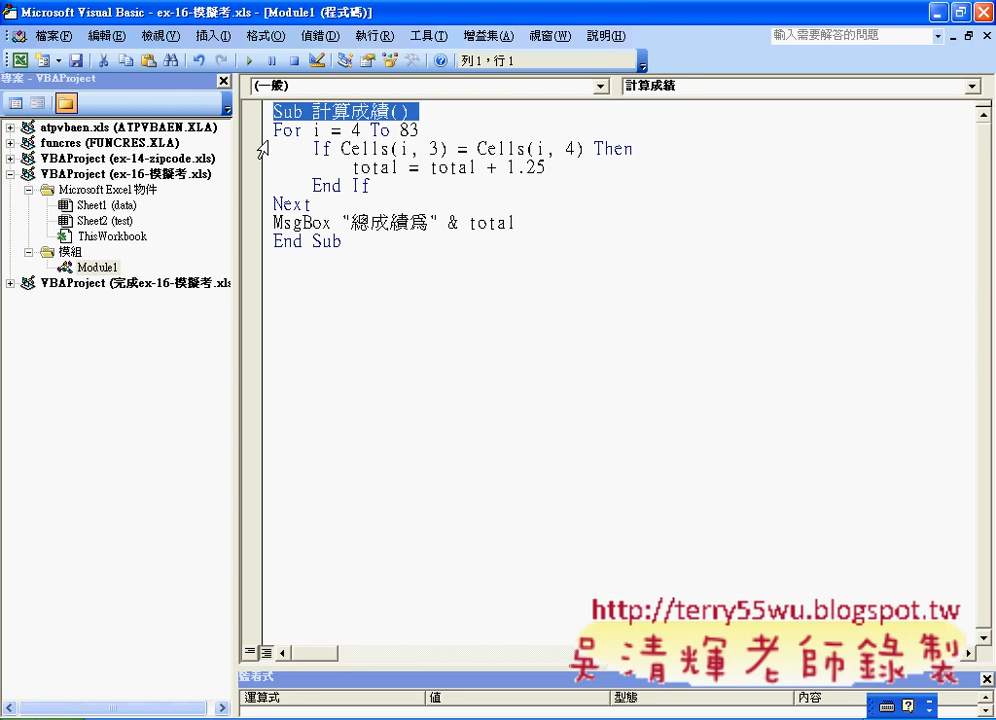 Microsoft Visual Basic - ex-16-模擬考.xls - [Module1 (程式碼)]
檔案(F) 編輯(E) 檢視(V) 插入(I) 格式(O) 偵錯(D) 執行(R) 工具(T) 增益集(A) 視窗(W) 說明(H) 輸入需要解答的問題
列 1，行 1
專案 - VBAProject
(一般) 計算成績
atpvbaen.xls (ATPVBAEN.XLA)
funcres (FUNCRES.XLA)
VBAProject (ex-14-zipcode.xls)
VBAProject (ex-16-模擬考.xls)
Microsoft Excel 物件
Sheet1 (data)
Sheet2 (test)
ThisWorkbook
模組
Module1
VBAProject (完成ex-16-模擬考.xls
Sub 計算成績()
For i = 4 To 83
If Cells(i, 3) = Cells(i, 4) Then
total = total + 1.25
End If
Next
MsgBox "總成績爲" & total
End Sub
http://terry55wu.blogspot.tw
吳清輝老師錄製
監看式
運算式 值 型態 內容